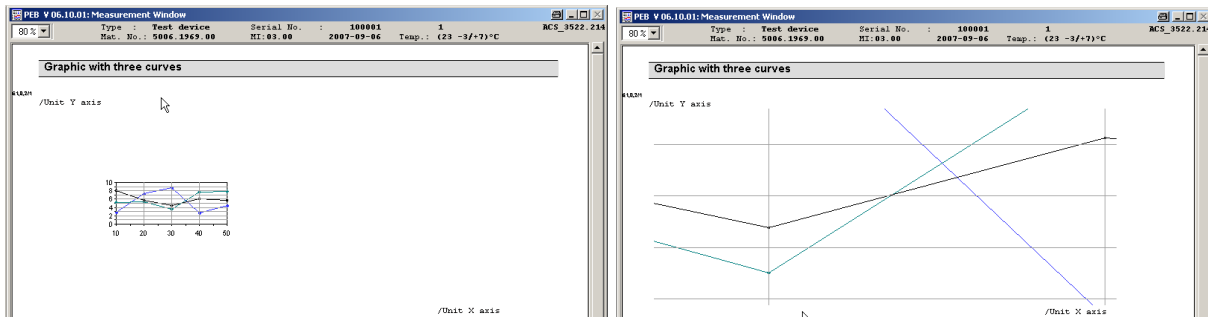 PEB V 06.10.01: Measurement Window
80 %
Type : Test device Serial No. : 100001 1 ACS_3522.214
Mat. No.: 5006.1969.00 MI:03.00 2007-09-06 Temp.: (23 -3/+7)°C
Graphic with three curves
/Unit Y axis
10
8
6
4
2
0
10 20 30 40 50
/Unit X axis
PEB V 06.10.01: Measurement Window
80 %
Type : Test device Serial No. : 100001 1 ACS_3522.214
Mat. No.: 5006.1969.00 MI:03.00 2007-09-06 Temp.: (23 -3/+7)°C
Graphic with three curves
/Unit Y axis
/Unit X axis